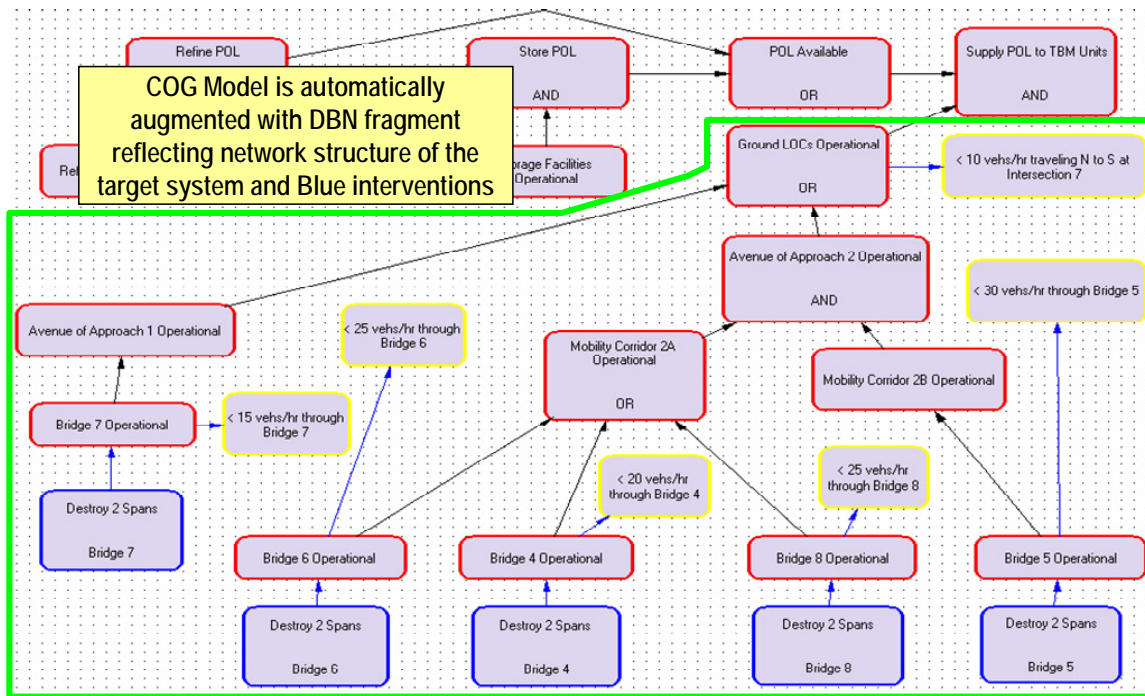 Refine POL
Store POL
AND
POL Available
OR
Supply POL to TBM Units
AND
COG Model is automatically
augmented with DBN fragment
reflecting network structure of the
target system and Blue interventions
Facilities
Operational
Ground LOCs Operational
OR
< 10 vehs/hr traveling N to S at
Intersection 7
Avenue of Approach 2 Operational
AND
< 30 vehs/hr through Bridge 5
Avenue of Approach 1 Operational
< 25 vehs/hr through
Bridge 6
Mobility Corridor 2A
Operational
OR
Mobility Corridor 2B Operational
Bridge 7 Operational
< 15 vehs/hr through
Bridge 7
< 20 vehs/hr
through Bridge 4
< 25 vehs/hr
through Bridge 8
Destroy 2 Spans
Bridge 7
Bridge 6 Operational
Bridge 4 Operational
Bridge 8 Operational
Bridge 5 Operational
Destroy 2 Spans
Bridge 6
Destroy 2 Spans
Bridge 4
Destroy 2 Spans
Bridge 8
Destroy 2 Spans
Bridge 5